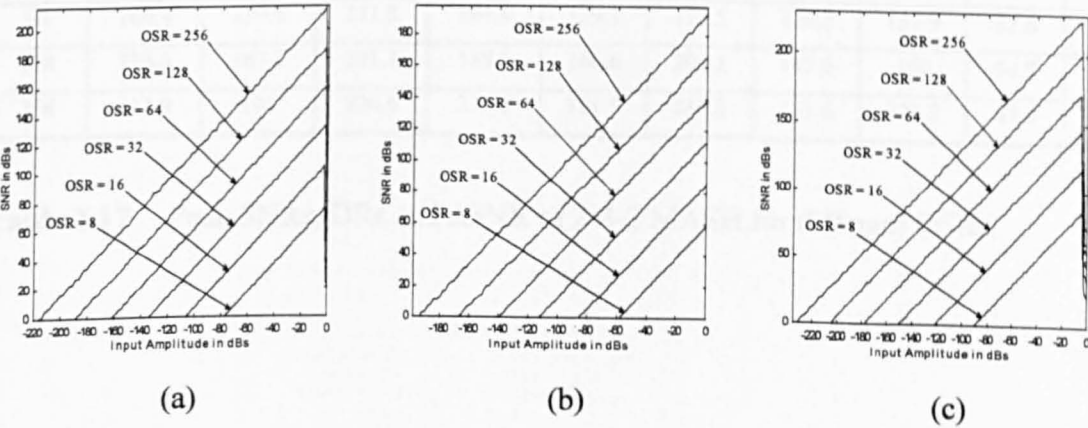 OSR = 256
OSR = 128
OSR = 64
OSR = 32
OSR = 16
OSR = 8
SNR in dBs
200
180
160
140
120
100
80
60
40
20
0
-220 -200 -180 -160 -140 -120 -100 -80 -60 -40 -20 0
Input Amplitude in dBs
(a)
OSR = 256
OSR = 128
OSR = 64
OSR = 32
OSR = 16
OSR = 8
SNR in dBs
180
160
140
120
100
80
60
40
20
0
-180 -160 -140 -120 -100 -80 -60 -40 -20 0
Input Amplitude in dBs
(b)
OSR = 256
OSR = 128
OSR = 64
OSR = 32
OSR = 16
OSR = 8
SNR in dBs
200
150
100
50
0
-220 -200 -180 -160 -140 -120 -100 -80 -60 -40 -20 0
Input Amplitude in dBs
(c)